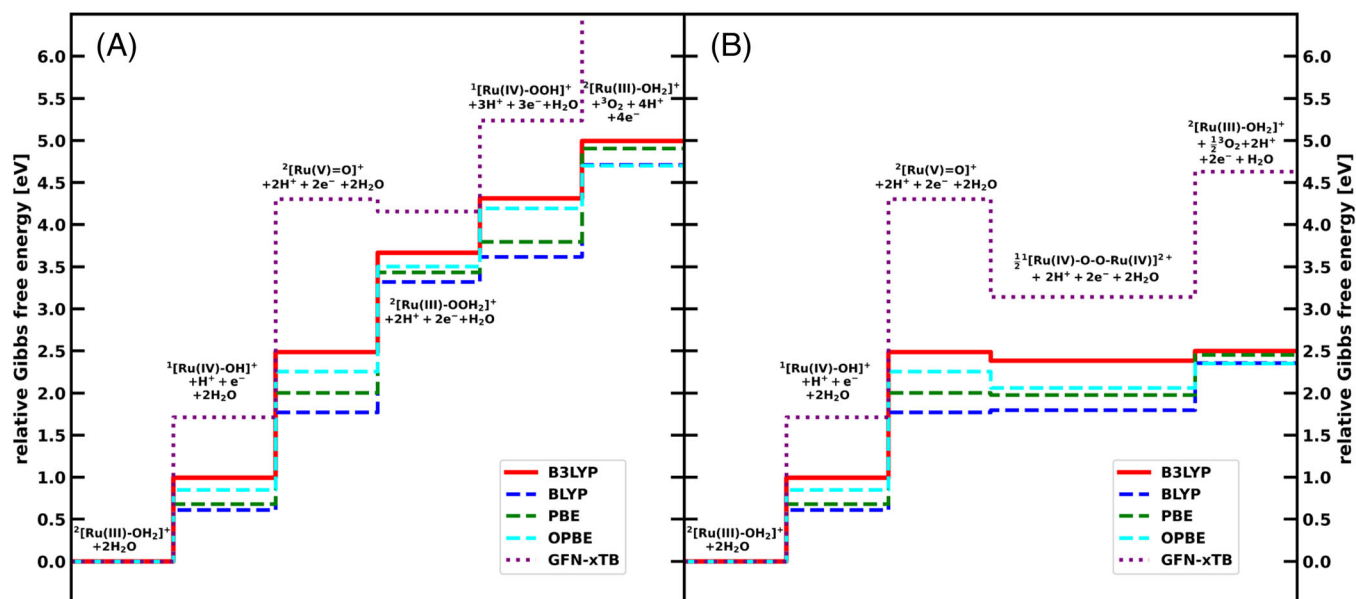 (A)
relative Gibbs free energy [eV]
6.0
5.5
5.0
4.5
4.0
3.5
3.0
2.5
2.0
1.5
1.0
0.5
0.0
²[Ru(III)-OH₂]⁺
+2H₂O
¹[Ru(IV)-OH]⁺
+H⁺ + e⁻
+2H₂O
²[Ru(V)=O]⁺
+2H⁺ + 2e⁻ +2H₂O
²[Ru(III)-OOH₂]⁺
+2H⁺ + 2e⁻+H₂O
¹[Ru(IV)-OOH]⁺
+3H⁺ + 3e⁻+H₂O
²[Ru(III)-OH₂]⁺
+³O₂ + 4H⁺
+4e⁻
B3LYP
BLYP
PBE
OPBE
GFN-xTB
(B)
²[Ru(III)-OH₂]⁺
+2H₂O
¹[Ru(IV)-OH]⁺
+H⁺ + e⁻
+2H₂O
²[Ru(V)=O]⁺
+2H⁺ + 2e⁻ +2H₂O
½¹[Ru(IV)-O-O-Ru(IV)]²⁺
+ 2H⁺ + 2e⁻ + 2H₂O
²[Ru(III)-OH₂]⁺
+ ½³O₂+2H⁺
+2e⁻ + H₂O
B3LYP
BLYP
PBE
OPBE
GFN-xTB
6.0
5.5
5.0
4.5
4.0
3.5
3.0
2.5
2.0
1.5
1.0
0.5
0.0
relative Gibbs free energy [eV]